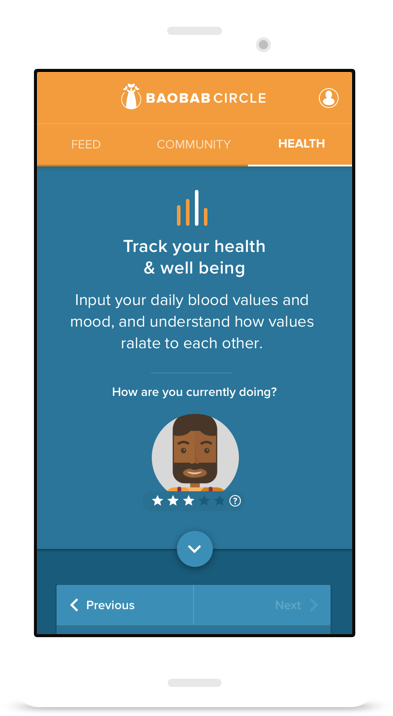 BAOBAB CIRCLE
FEED COMMUNITY HEALTH
Track your health
& well being
Input your daily blood values and
mood, and understand how values
ralate to each other.
How are you currently doing?
?
Previous Next